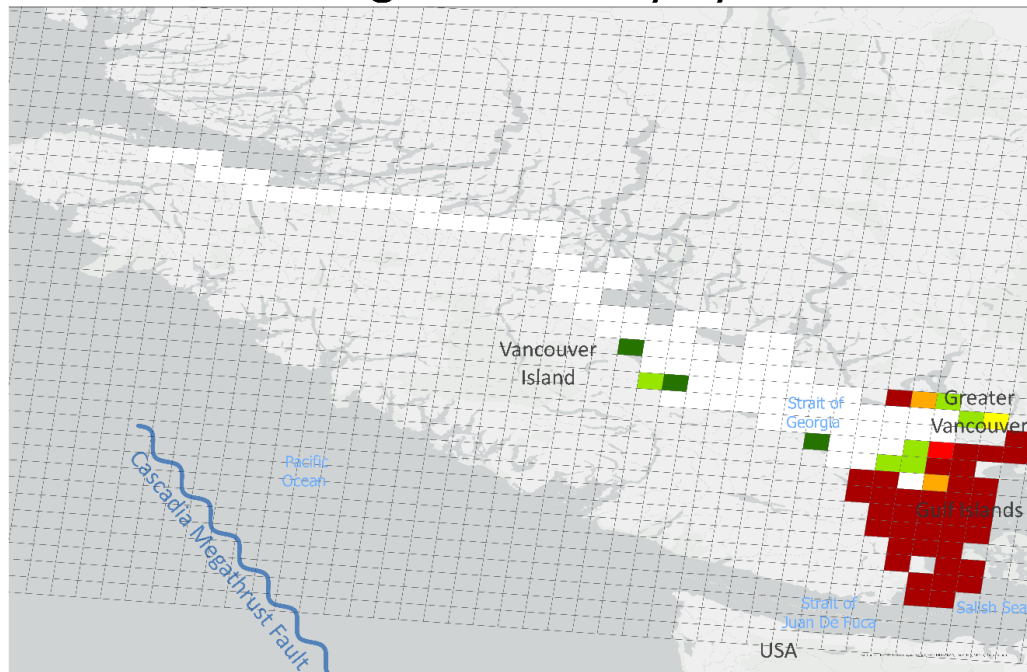 Vancouver
Island
Strait of
Georgia
Greater
Vancouver
Pacific
Ocean
Cascadia Megathrust Fault
Gulf Islands
Strait of
Juan De Fuca
Salish Sea
USA